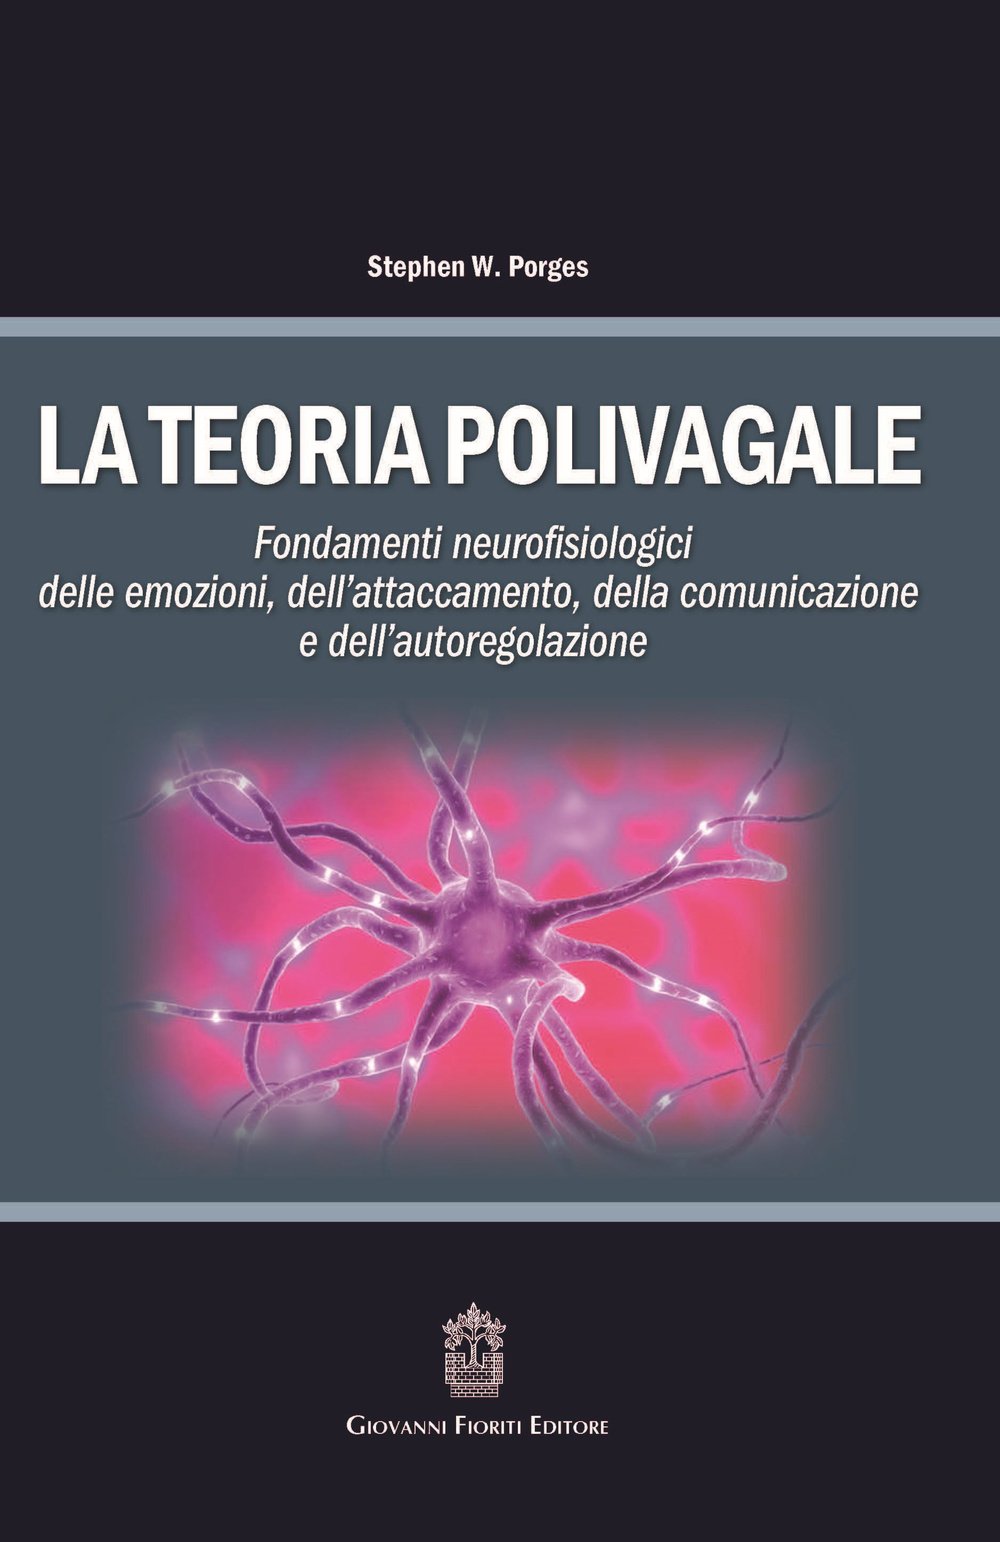 Stephen W. Porges
LA TEORIA POLIVAGALE
Fondamenti neurofisiologici
delle emozioni, dell'attaccamento, della comunicazione
e dell'autoregolazione
GIOVANNI FIORITI EDITORE